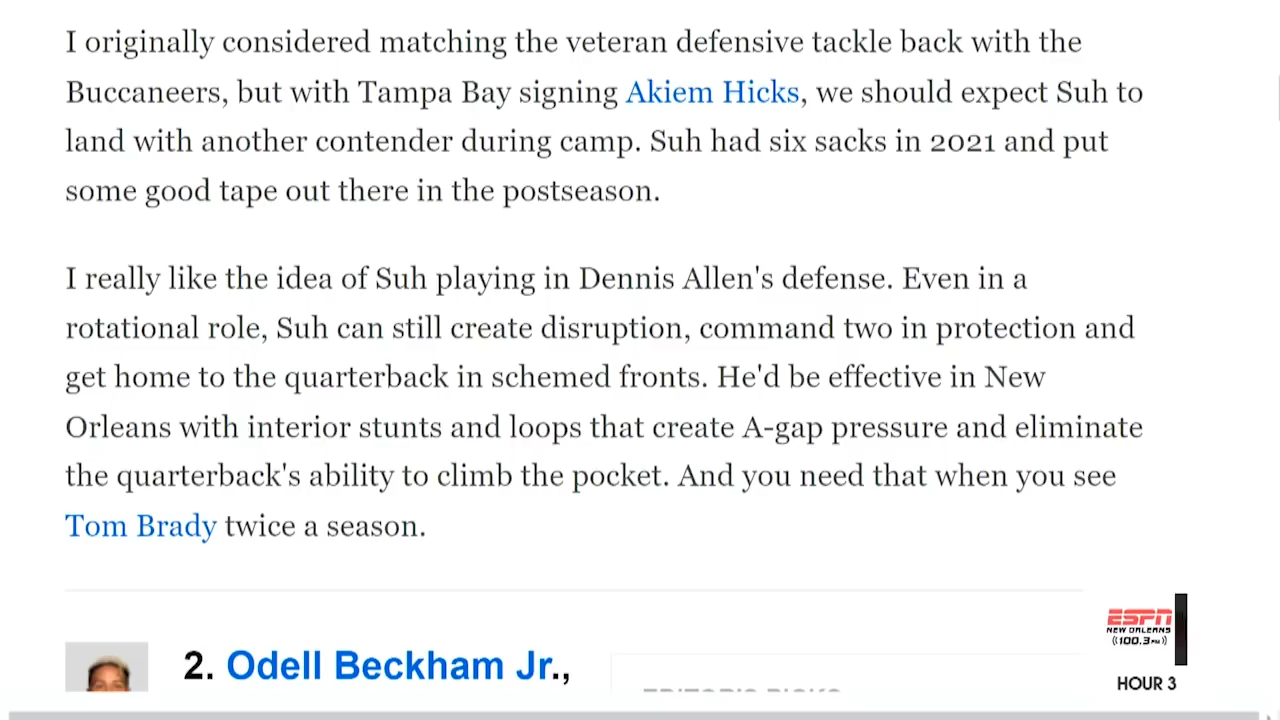 I originally considered matching the veteran defensive tackle back with the
Buccaneers, but with Tampa Bay signing Akiem Hicks, we should expect Suh to
land with another contender during camp. Suh had six sacks in 2021 and put
some good tape out there in the postseason.
I really like the idea of Suh playing in Dennis Allen's defense. Even in a
rotational role, Suh can still create disruption, command two in protection and
get home to the quarterback in schemed fronts. He'd be effective in New
Orleans with interior stunts and loops that create A-gap pressure and eliminate
the quarterback's ability to climb the pocket. And you need that when you see
Tom Brady twice a season.
2. Odell Beckham Jr.,
ESPN
NEW ORLEANS
((100.3 FM))
HOUR 3